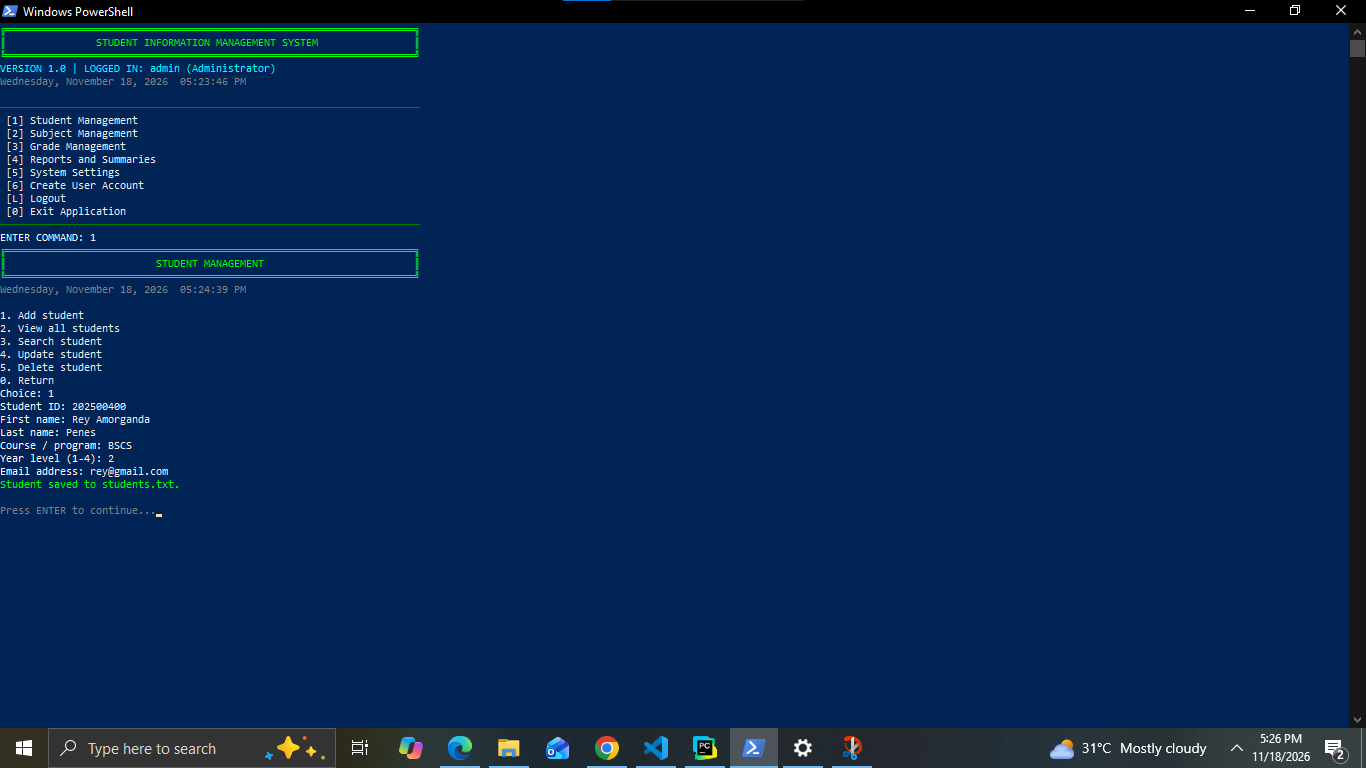 Windows PowerShell
STUDENT INFORMATION MANAGEMENT SYSTEM
VERSION 1.0 | LOGGED IN: admin (Administrator)
Wednesday, November 18, 2026  05:23:46 PM
[1] Student Management
[2] Subject Management
[3] Grade Management
[4] Reports and Summaries
[5] System Settings
[6] Create User Account
[L] Logout
[0] Exit Application
ENTER COMMAND: 1
STUDENT MANAGEMENT
Wednesday, November 18, 2026  05:24:39 PM
1. Add student
2. View all students
3. Search student
4. Update student
5. Delete student
0. Return
Choice: 1
Student ID: 202500400
First name: Rey Amorganda
Last name: Penes
Course / program: BSCS
Year level (1-4): 2
Email address: rey@gmail.com
Student saved to students.txt.
Press ENTER to continue...
Type here to search
PC
31°C Mostly cloudy
5:26 PM
11/18/2026
2